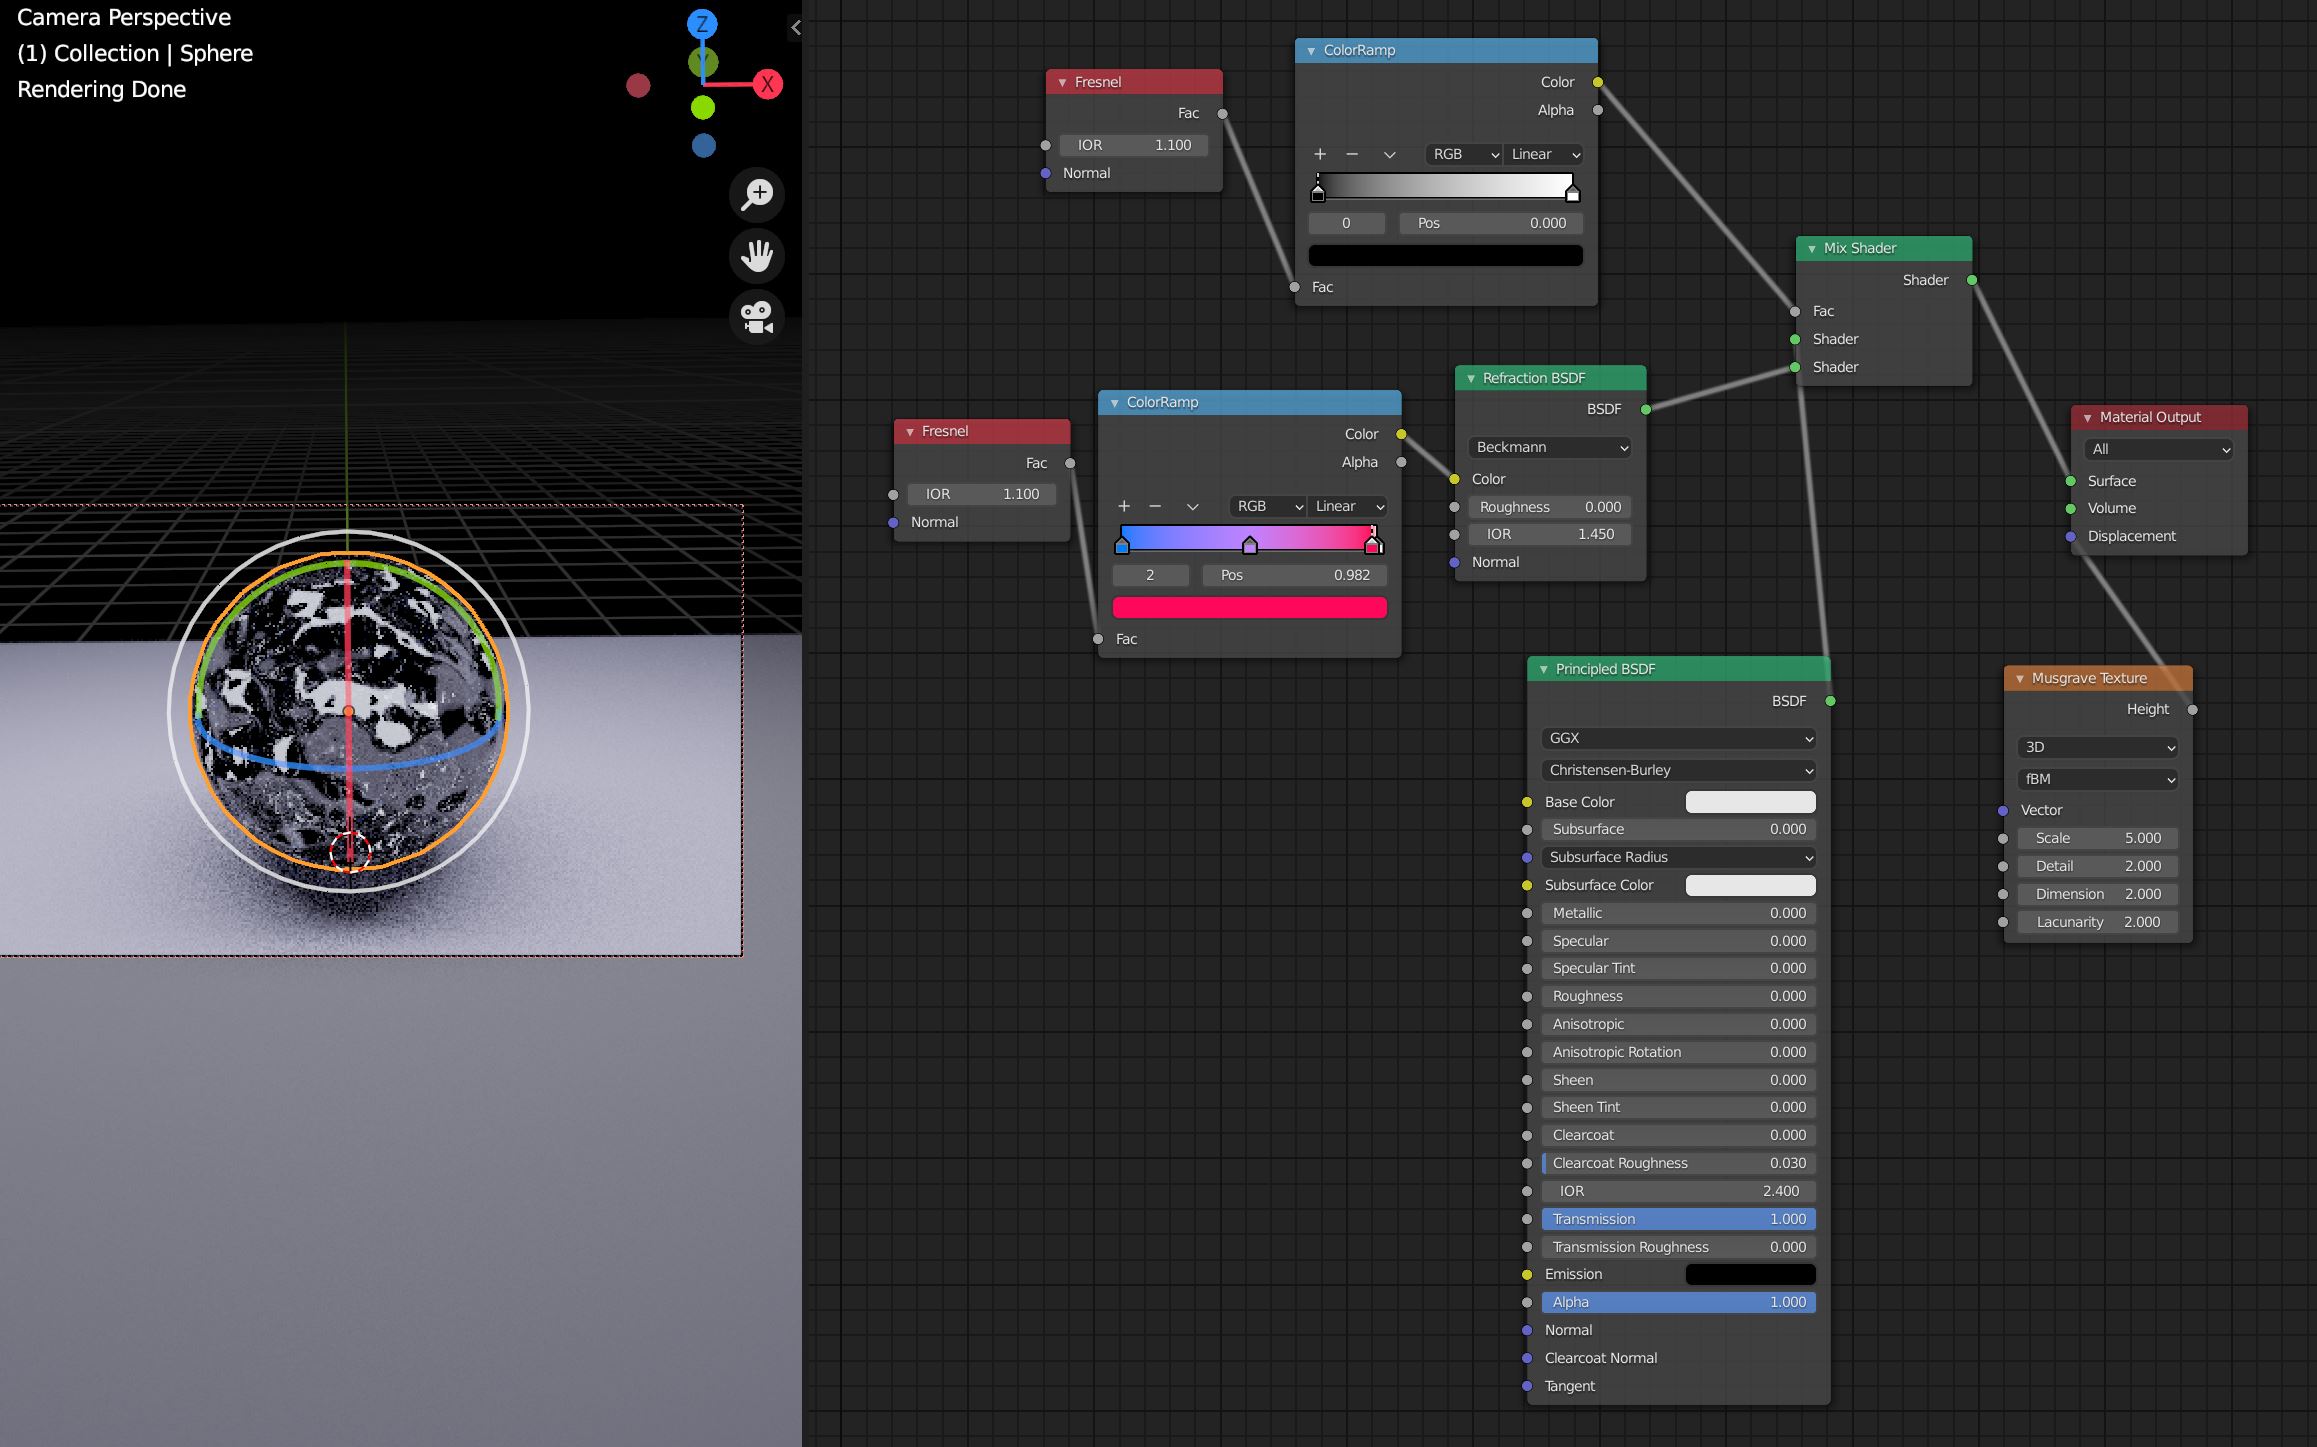 Camera Perspective
(1) Collection | Sphere
Rendering Done
Z
Y
X
Fresnel
Fac
IOR 1.100
Normal
ColorRamp
Color
Alpha
RGB Linear
0 Pos 0.000
Fac
Mix Shader
Shader
Fac
Shader
Shader
Fresnel
Fac
IOR 1.100
Normal
ColorRamp
Color
Alpha
RGB Linear
2 Pos 0.982
Fac
Refraction BSDF
BSDF
Beckmann
Color
Roughness 0.000
IOR 1.450
Normal
Material Output
All
Surface
Volume
Displacement
Principled BSDF
BSDF
GGX
Christensen-Burley
Base Color
Subsurface 0.000
Subsurface Radius
Subsurface Color
Metallic 0.000
Specular 0.000
Specular Tint 0.000
Roughness 0.000
Anisotropic 0.000
Anisotropic Rotation 0.000
Sheen 0.000
Sheen Tint 0.000
Clearcoat 0.000
Clearcoat Roughness 0.030
IOR 2.400
Transmission 1.000
Transmission Roughness 0.000
Emission
Alpha 1.000
Normal
Clearcoat Normal
Tangent
Musgrave Texture
Height
3D
fBM
Vector
Scale 5.000
Detail 2.000
Dimension 2.000
Lacunarity 2.000